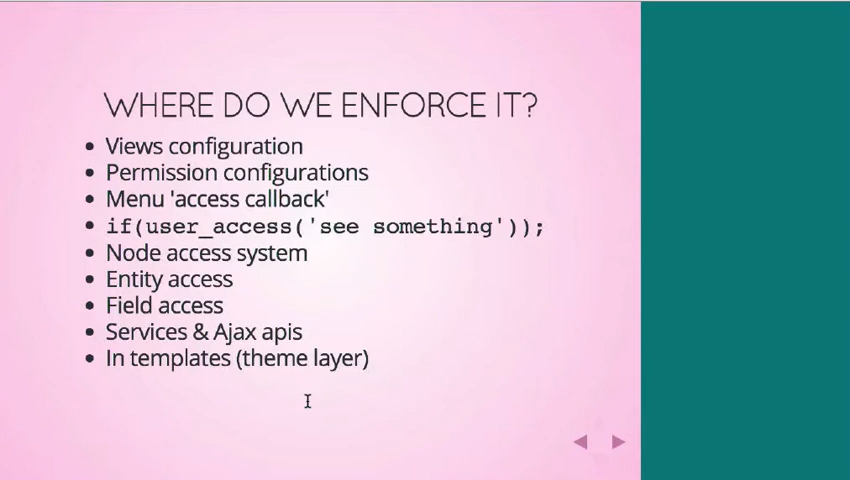 WHERE DO WE ENFORCE IT?
• Views configuration
• Permission configurations
• Menu 'access callback'
• if(user_access('see something'));
• Node access system
• Entity access
• Field access
• Services & Ajax apis
• In templates (theme layer)